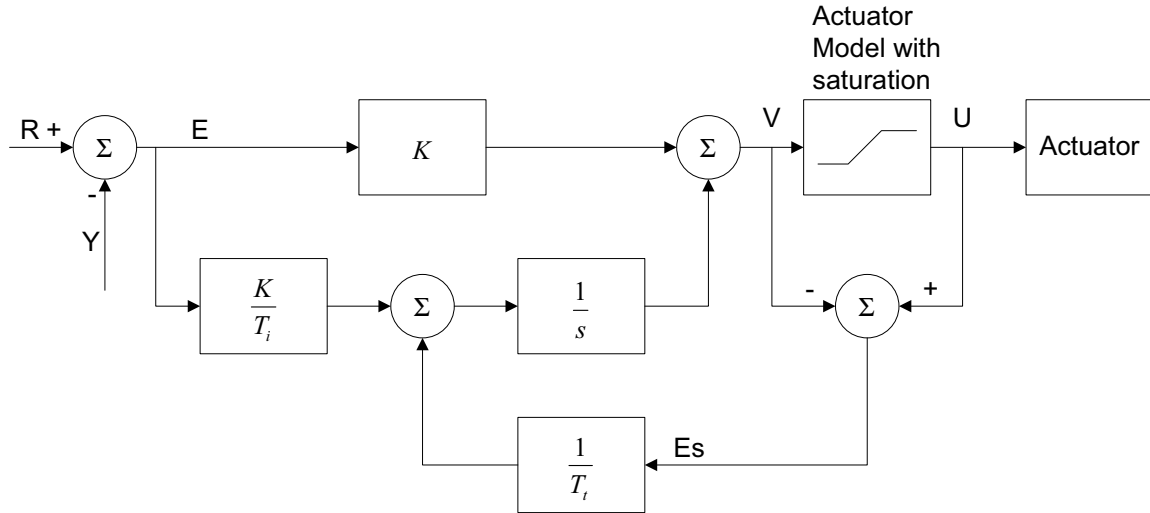 Actuator
Model with
saturation
R + Σ E K Σ V U Actuator
-
Y
K
T_i
Σ
1
s
- Σ +
1
T_t
Es